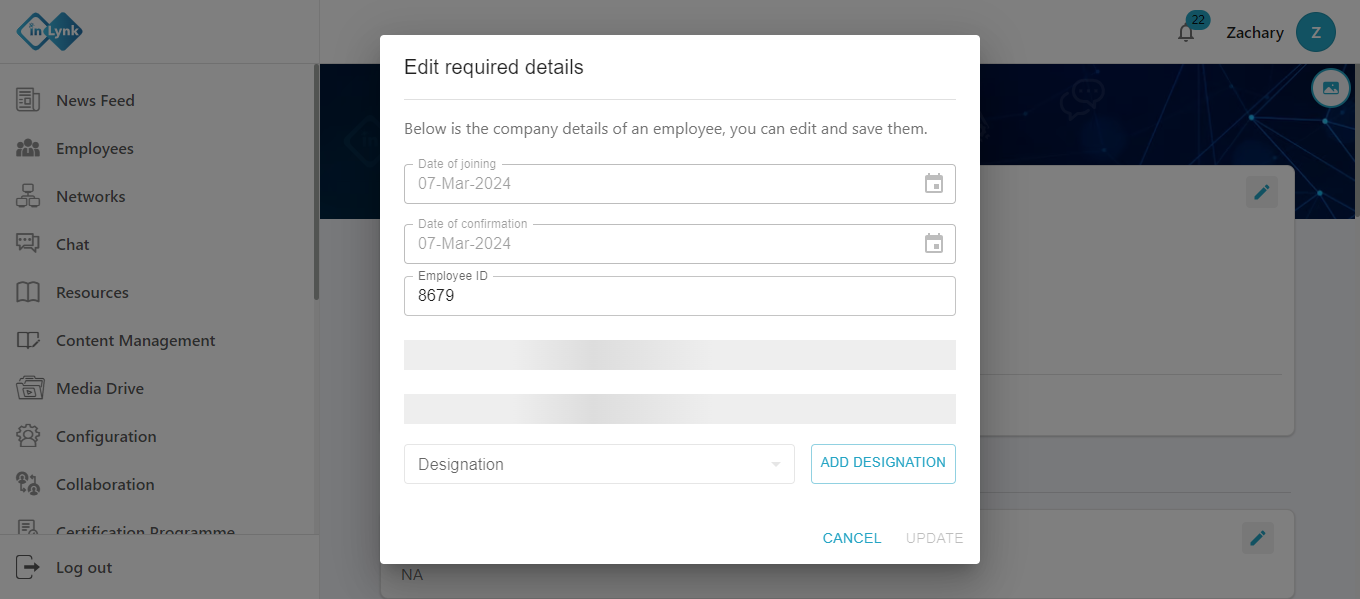 inLynk
22
Zachary
Z
News Feed
Employees
Networks
Chat
Resources
Content Management
Media Drive
Configuration
Collaboration
Certification Programme
Log out
Edit required details
Below is the company details of an employee, you can edit and save them.
Date of joining
07-Mar-2024
Date of confirmation
07-Mar-2024
Employee ID
8679
Designation
ADD DESIGNATION
CANCEL
UPDATE
NA